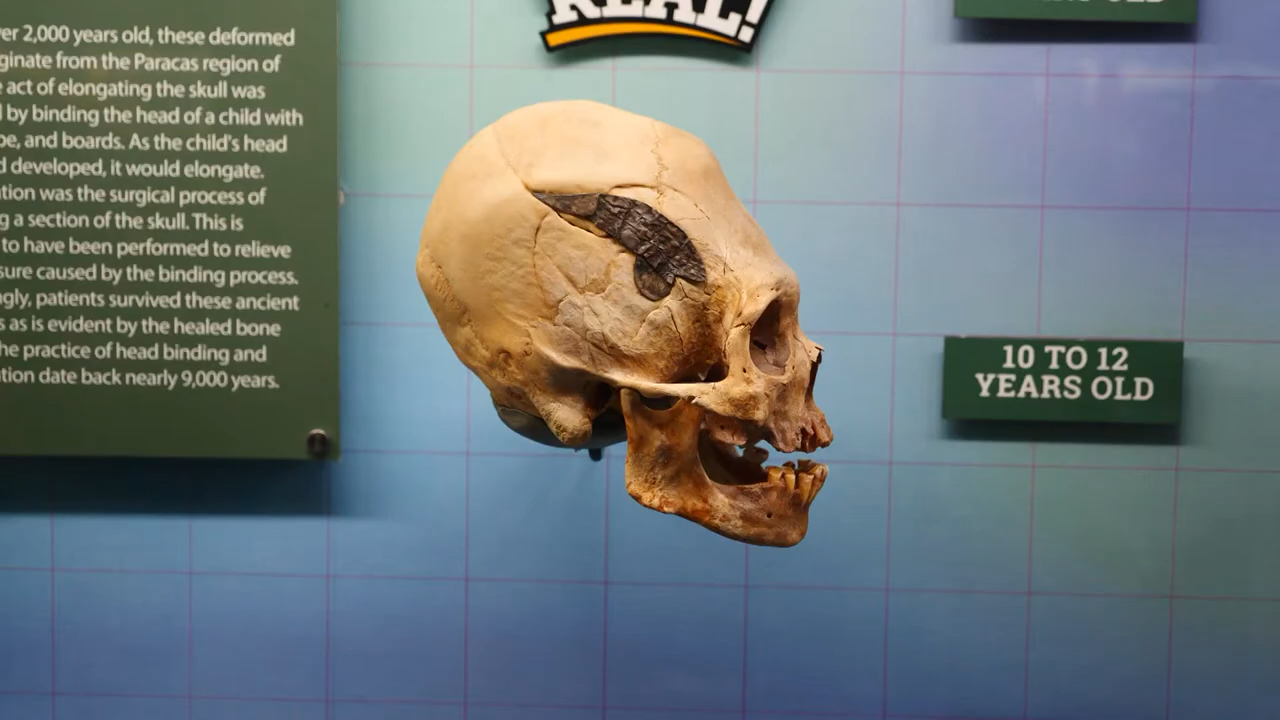 er 2,000 years old, these deformed
ginate from the Paracas region of
act of elongating the skull was
by binding the head of a child with
pe, and boards. As the child's head
d developed, it would elongate.
tion was the surgical process of
g a section of the skull. This is
to have been performed to relieve
sure caused by the binding process.
gly, patients survived these ancient
s as is evident by the healed bone
he practice of head binding and
tion date back nearly 9,000 years.
REAL!
10 TO 12
YEARS OLD